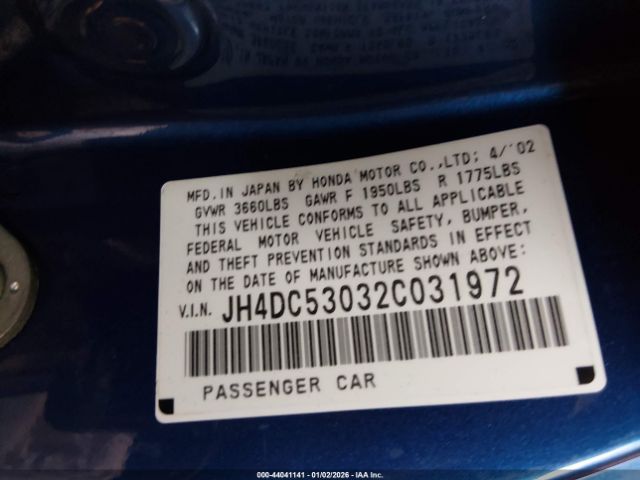 MFD.IN JAPAN BY HONDA MOTOR CO.,LTD; 4/'02
GVWR 3660LBS GAWR F 1950LBS R 1775LBS
THIS VEHICLE CONFORMS TO ALL APPLICABLE
FEDERAL MOTOR VEHICLE SAFETY, BUMPER,
AND THEFT PREVENTION STANDARDS IN EFFECT
ON THE DATE OF MANUFACTURE SHOWN ABOVE:
V.I.N. JH4DC53032C031972
PASSENGER CAR
000-44041141 - 01/02/2026 - IAA Inc.